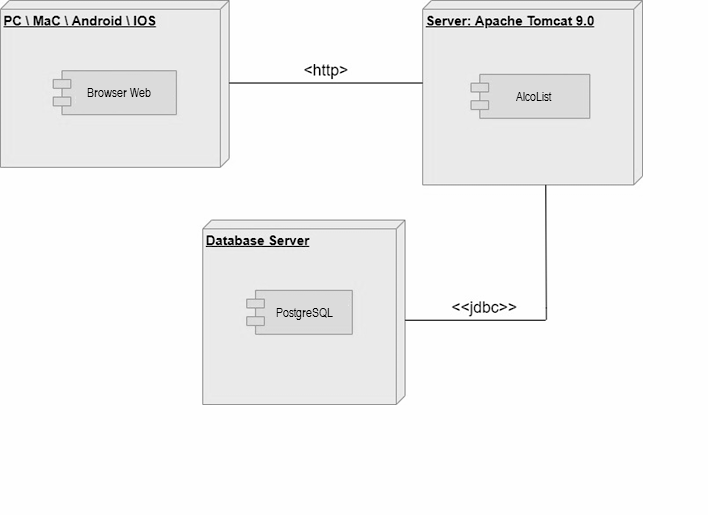 PC \ MaC \ Android \ IOS
Server: Apache Tomcat 9.0
<http>
Browser Web
AlcoList
Database Server
PostgreSQL
<<jdbc>>